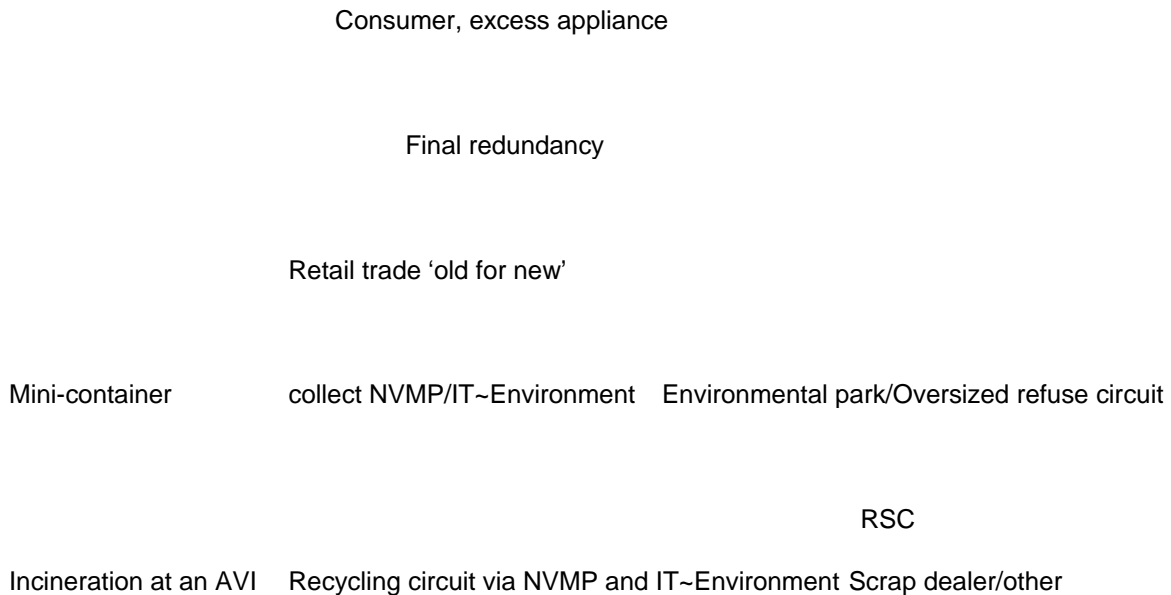 Consumer, excess appliance
Final redundancy
Retail trade ‘old for new’
Mini-container collect NVMP/IT~Environment Environmental park/Oversized refuse circuit
RSC
Incineration at an AVI Recycling circuit via NVMP and IT~Environment Scrap dealer/other